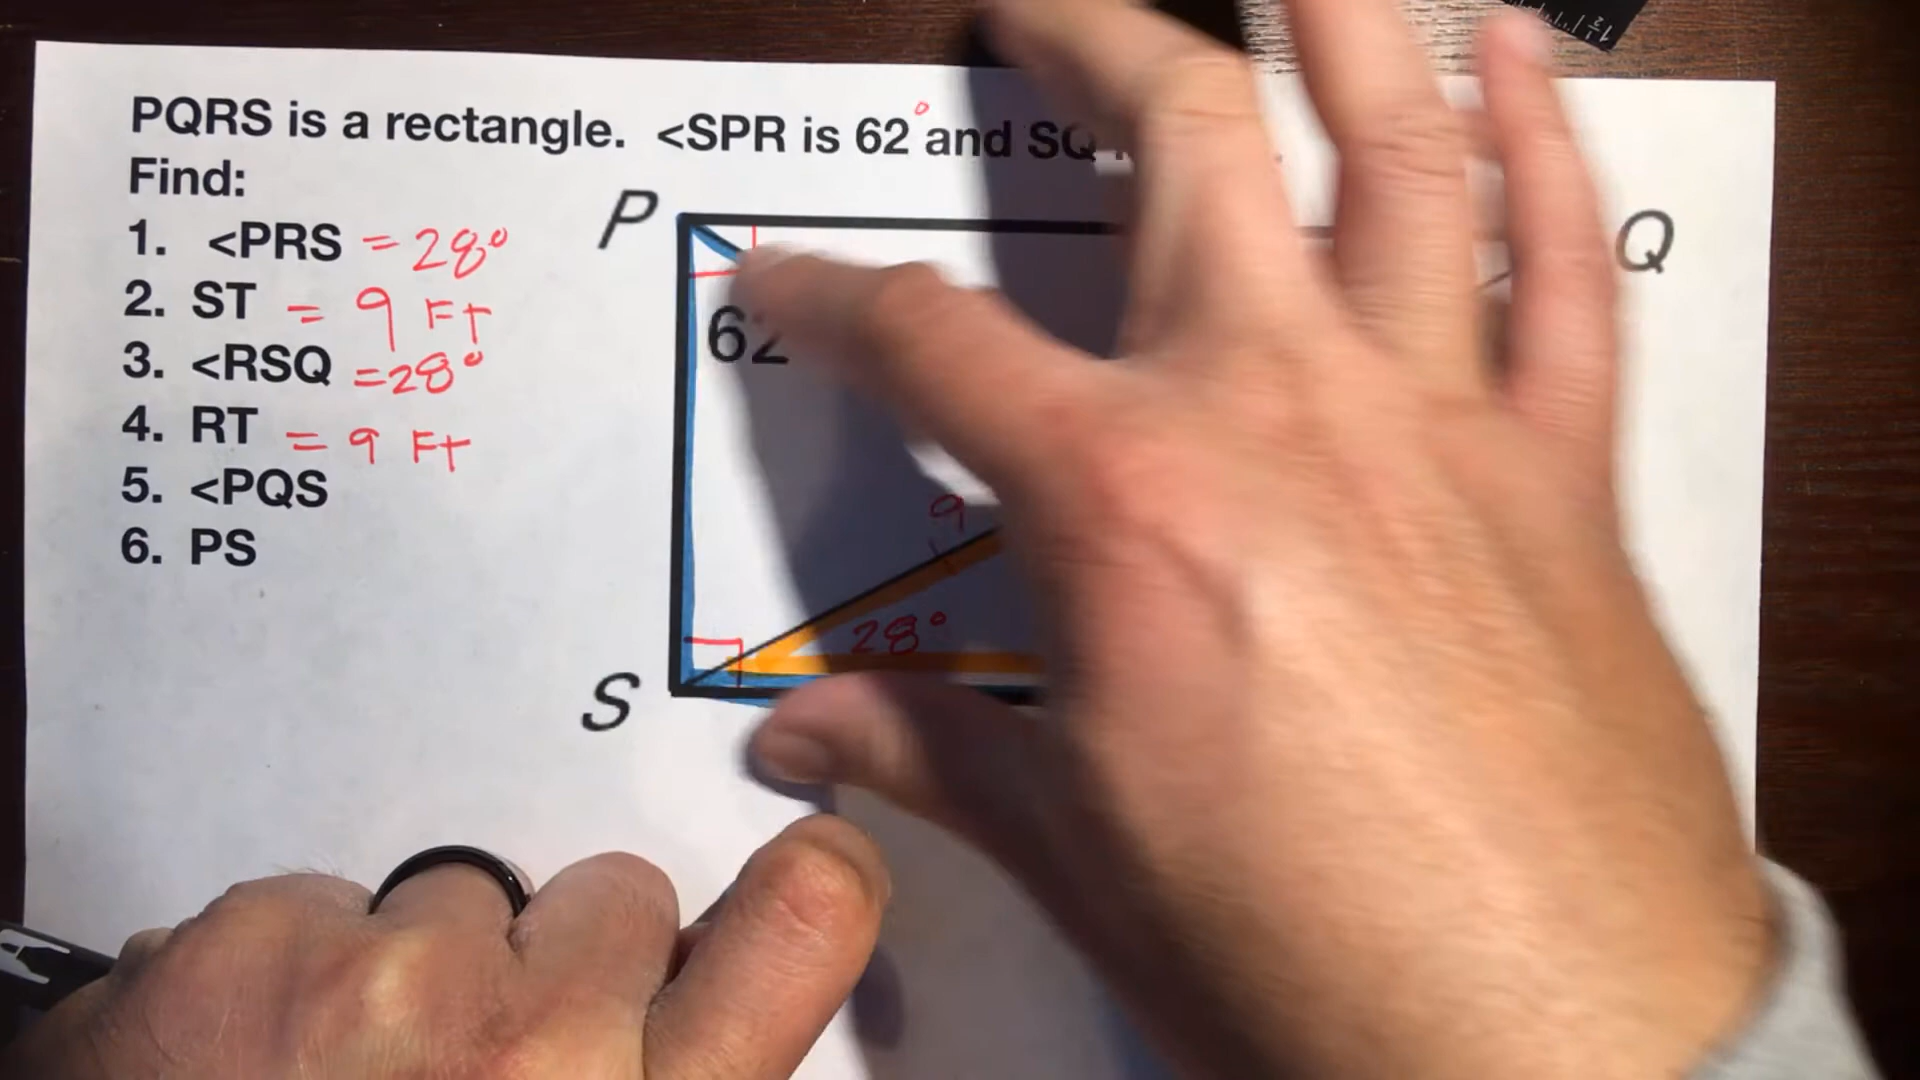 PQRS is a rectangle. <SPR is 62° and SQ
Find:
1. <PRS = 28°
2. ST = 9 Ft
3. <RSQ =28°
4. RT = 9 Ft
5. <PQS
6. PS
P
Q
62
9
28°
S